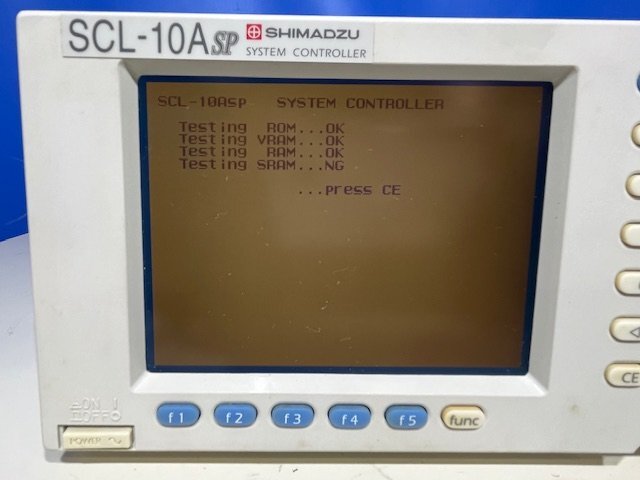 SCL-10Asp SHIMADZU
SYSTEM CONTROLLER
SCL-10Asp SYSTEM CONTROLLER
Testing ROM...OK
Testing VRAM...OK
Testing RAM...OK
Testing SRAM...NG
...press CE
ON
OFF
POWER
f1 f2 f3 f4 f5 func
CE